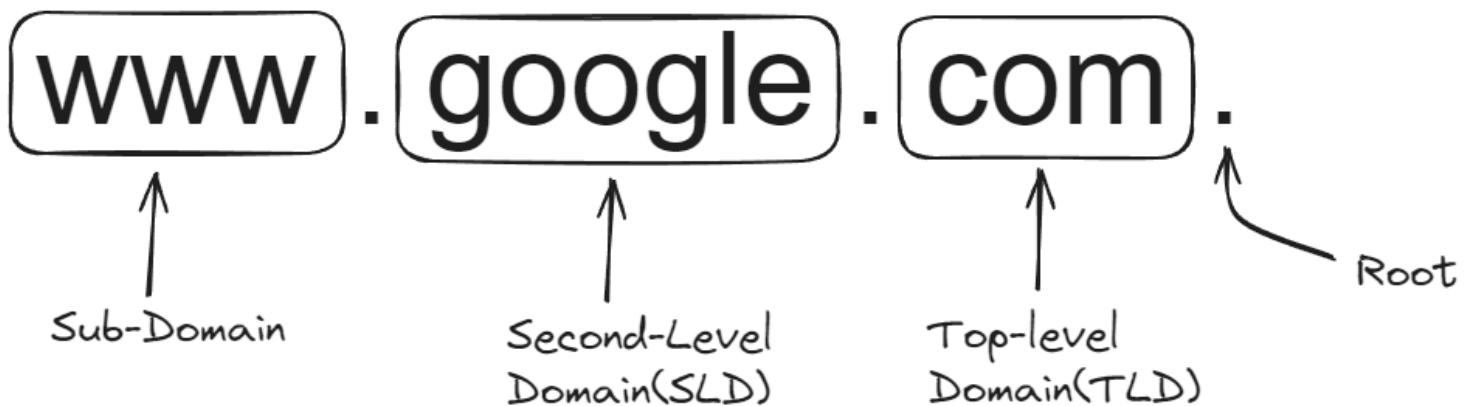 www.google.com.
Sub-Domain
Second-Level
Domain(SLD)
Top-level
Domain(TLD)
Root